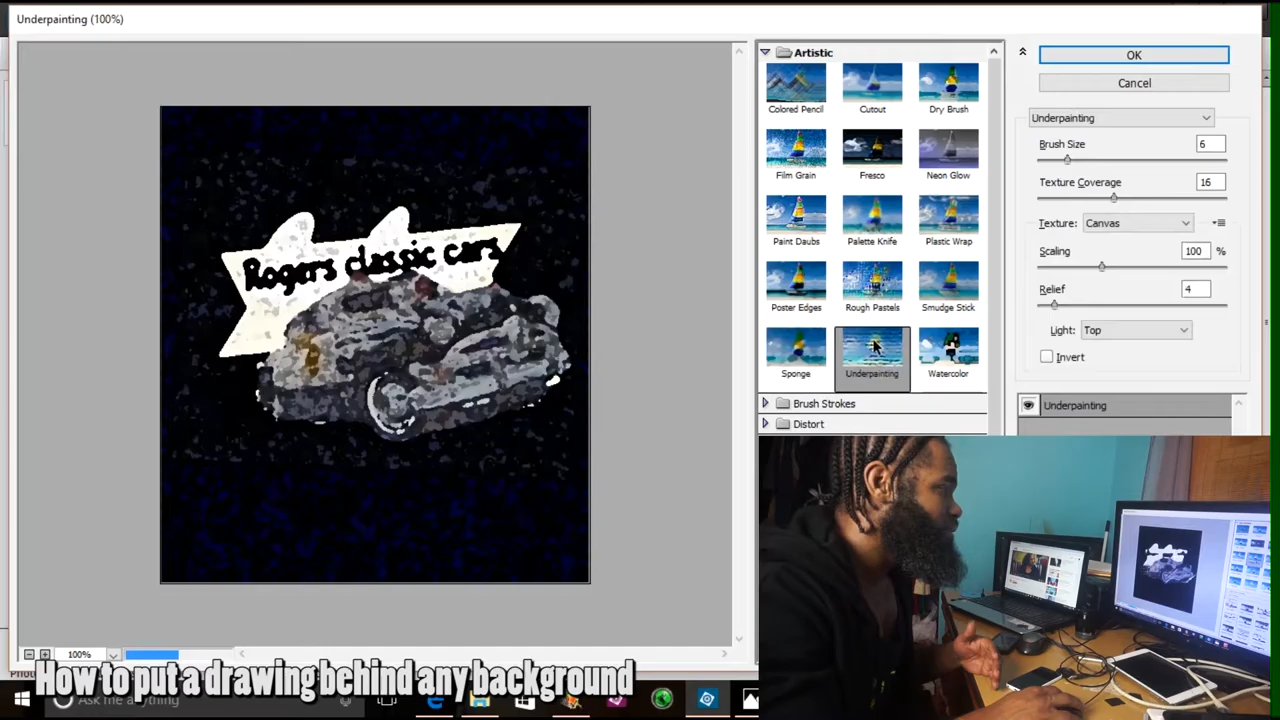 Underpainting (100%)
Artistic
OK
Colored Pencil
Cutout
Dry Brush
Cancel
Underpainting
Brush Size
6
Film Grain
Fresco
Neon Glow
Texture Coverage
16
Paint Daubs
Palette Knife
Plastic Wrap
Texture:
Canvas
Scaling
100
%
Rogers classic cars
Poster Edges
Rough Pastels
Smudge Stick
Relief
4
Light:
Top
Sponge
Underpainting
Watercolor
Invert
Brush Strokes
Underpainting
Distort
100%
How to put a drawing behind any background
Ask me anything